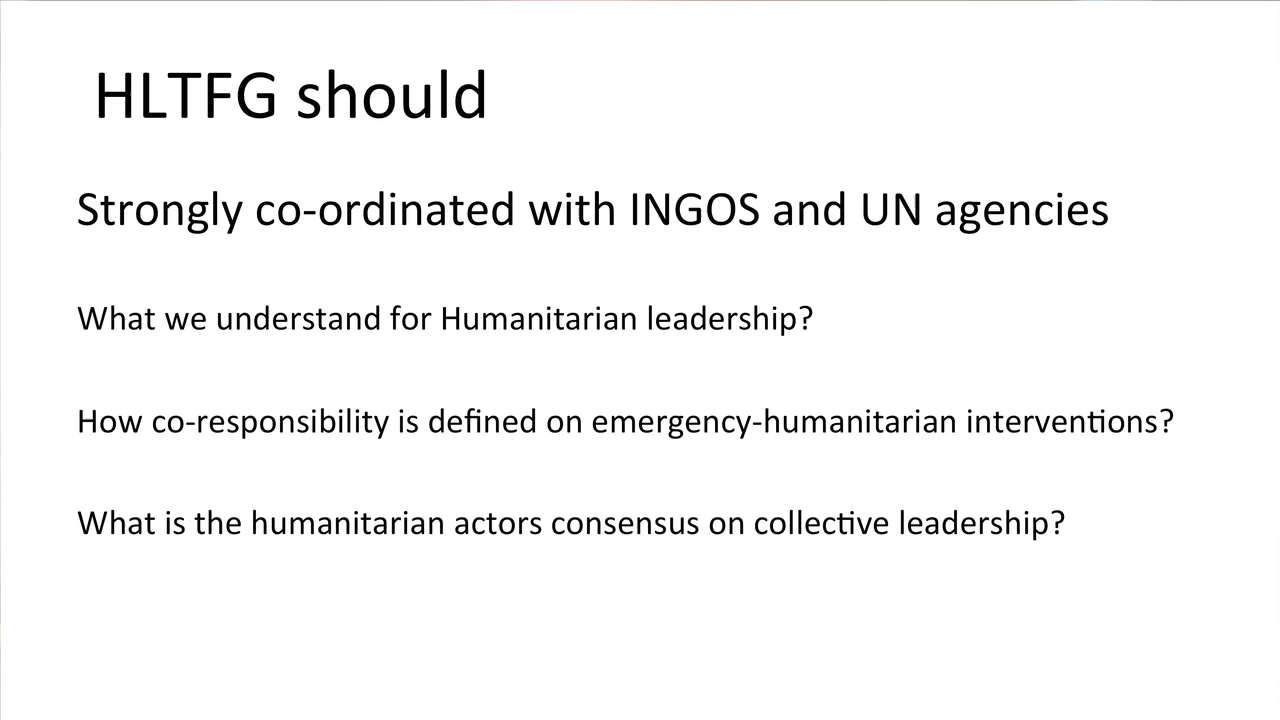 HLTFG should
Strongly co-ordinated with INGOS and UN agencies
What we understand for Humanitarian leadership?
How co-responsibility is defined on emergency-humanitarian interventions?
What is the humanitarian actors consensus on collective leadership?